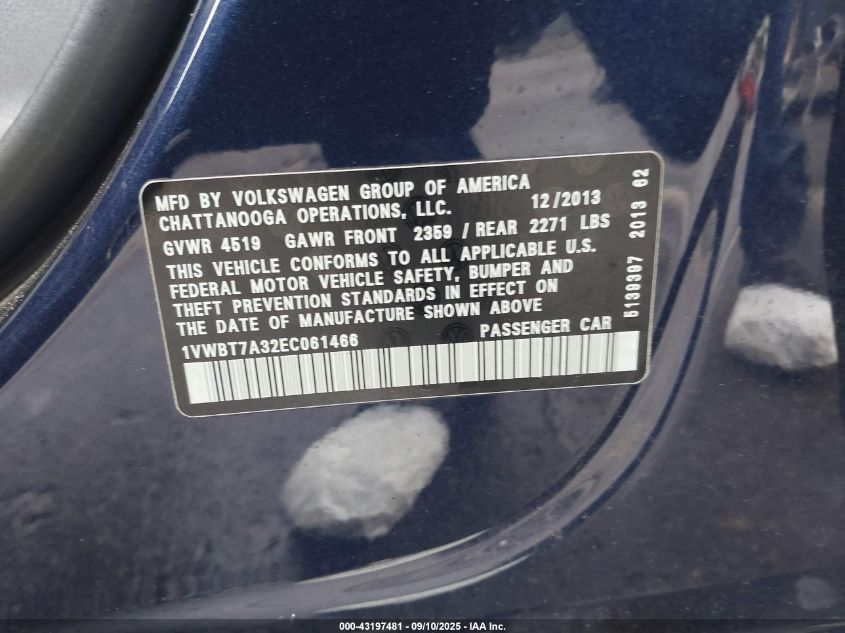 MFD BY VOLKSWAGEN GROUP OF AMERICA
CHATTANOOGA OPERATIONS, LLC. 12/2013
GVWR 4519 GAWR FRONT 2359 / REAR 2271 LBS
THIS VEHICLE CONFORMS TO ALL APPLICABLE U.S.
FEDERAL MOTOR VEHICLE SAFETY, BUMPER AND
THEFT PREVENTION STANDARDS IN EFFECT ON
THE DATE OF MANUFACTURE SHOWN ABOVE
1VWBT7A32EC061466 PASSENGER CAR
5139397 2013 02
000-43197481 - 09/10/2025 - IAA Inc.